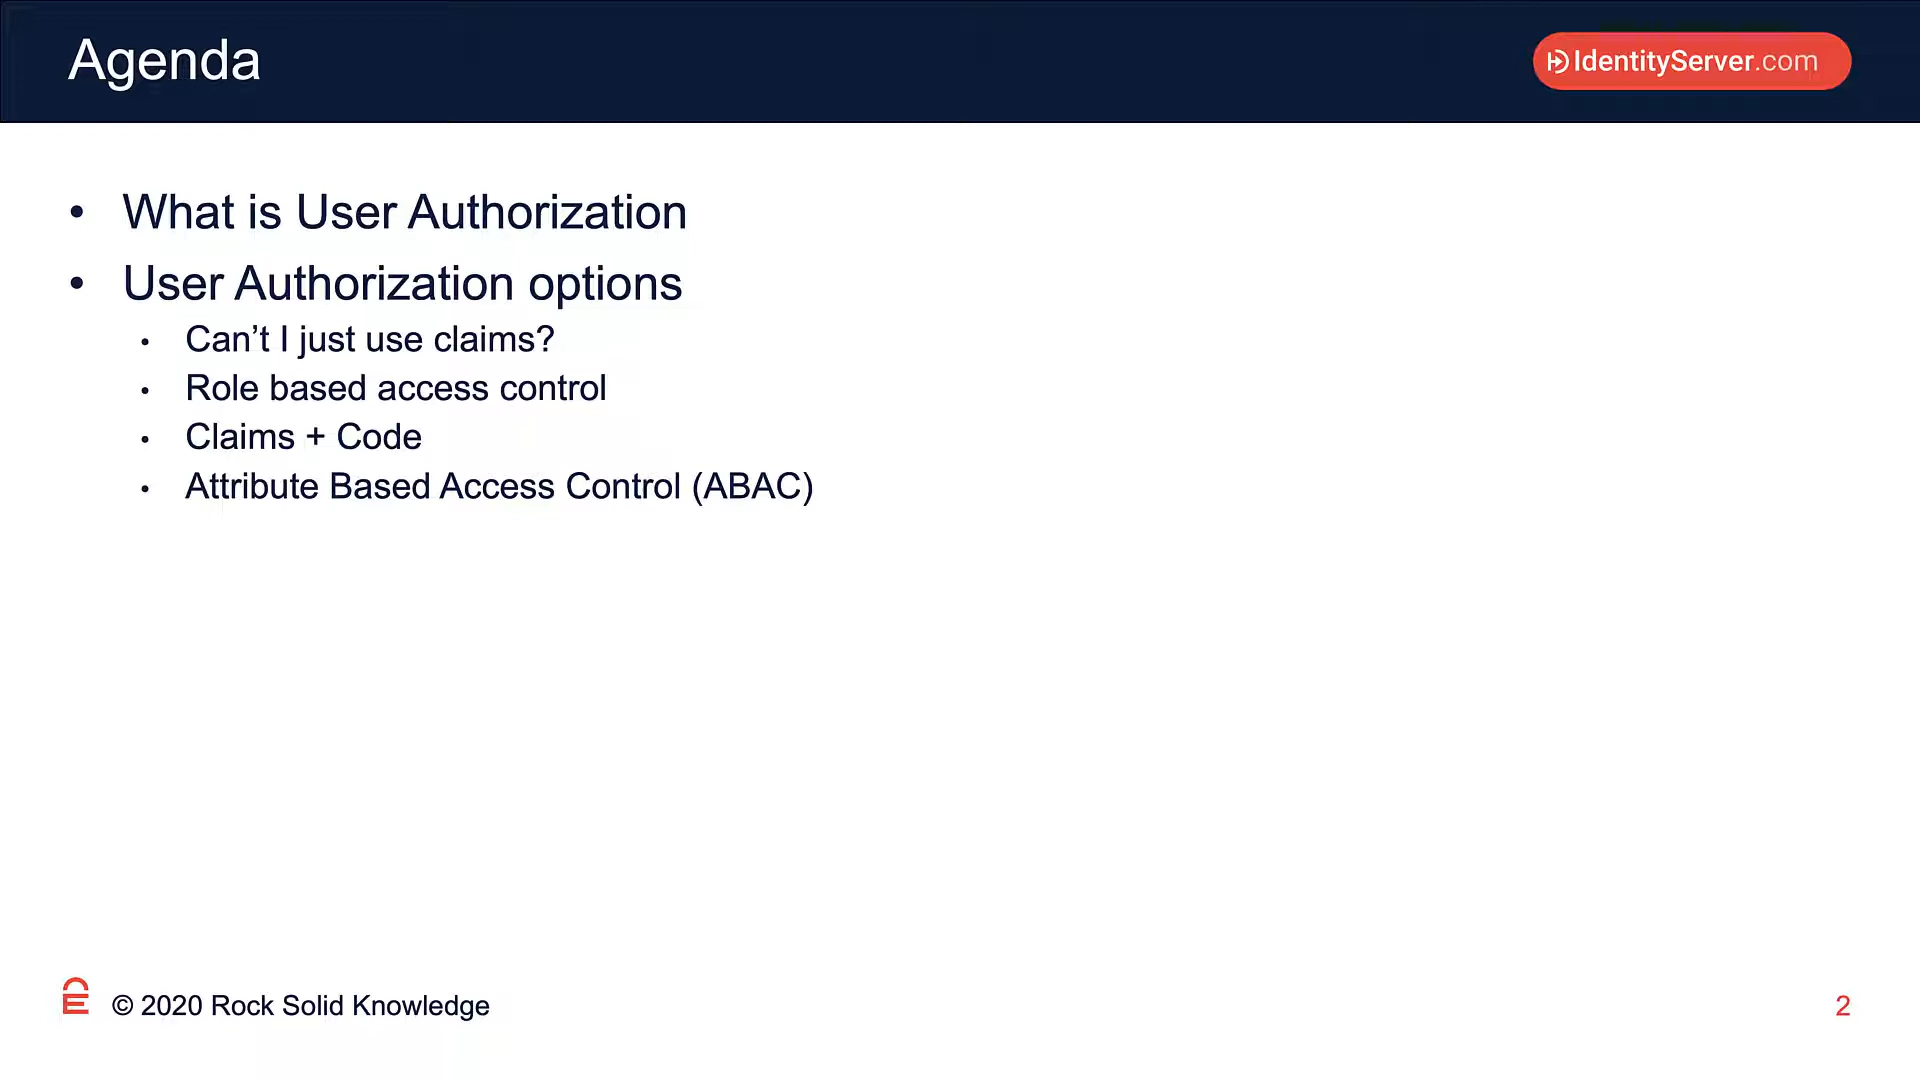 Agenda
IdentityServer.com
• What is User Authorization
• User Authorization options
• Can’t I just use claims?
• Role based access control
• Claims + Code
• Attribute Based Access Control (ABAC)
© 2020 Rock Solid Knowledge
2